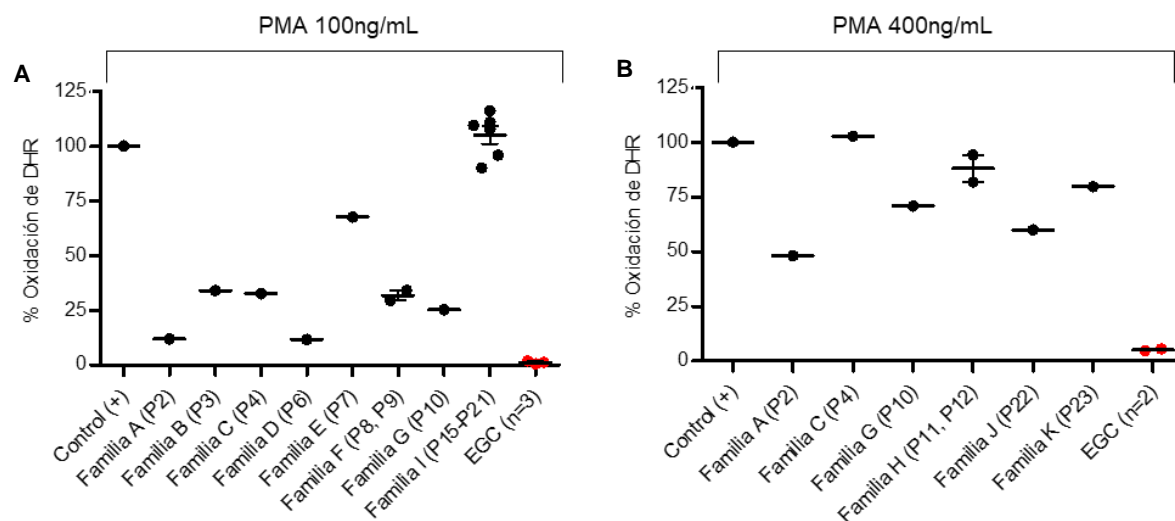 PMA 100ng/mL
A
% Oxidación de DHR
125
100
75
50
25
0
Control (+)
Familia A (P2)
Familia B (P3)
Familia C (P4)
Familia D (P6)
Familia E (P7)
Familia F (P8, P9)
Familia G (P10)
Familia I (P15-P21)
EGC (n=3)
PMA 400ng/mL
B
% Oxidación de DHR
125
100
75
50
25
0
Control (+)
Familia A (P2)
Familia C (P4)
Familia G (P10)
Familia H (P11, P12)
Familia J (P22)
Familia K (P23)
EGC (n=2)